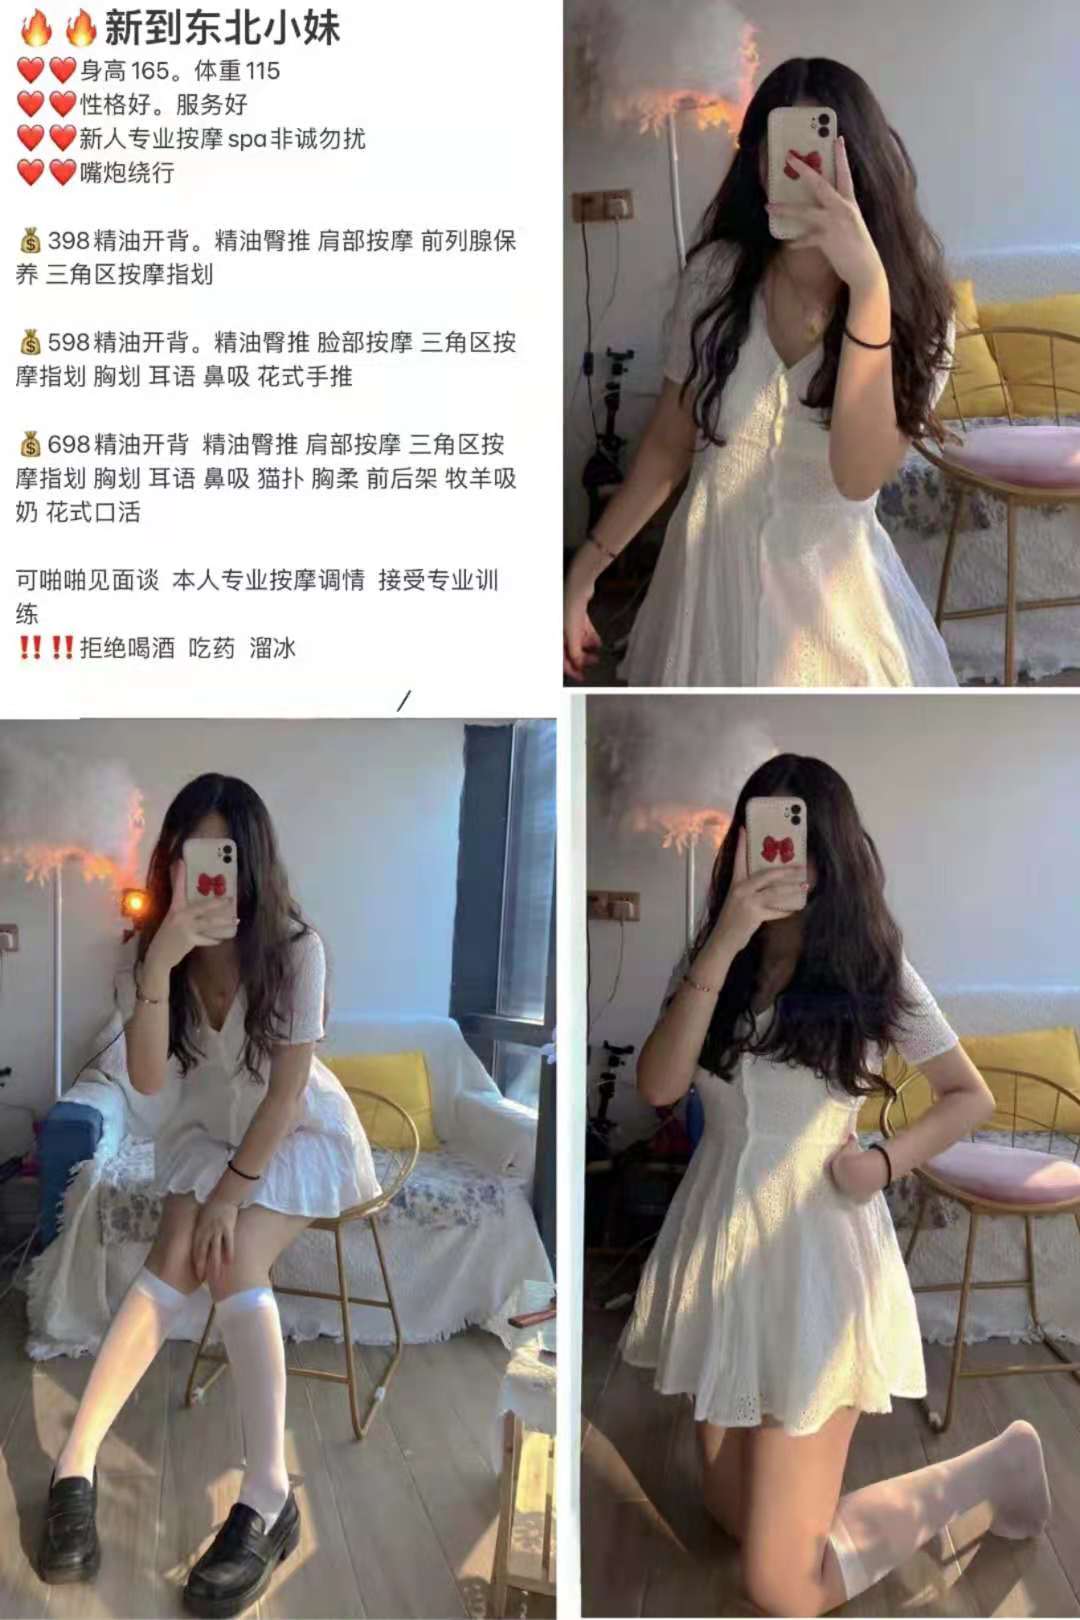 🔥🔥新到东北小妹
❤️❤️身高165。体重115
❤️❤️性格好。服务好
❤️❤️新人专业按摩spa非诚勿扰
❤️❤️嘴炮绕行
💰398精油开背。精油臀推 肩部按摩 前列腺保
养 三角区按摩指划
💰598精油开背。精油臀推 脸部按摩 三角区按
摩指划 胸划 耳语 鼻吸 花式手推
💰698精油开背 精油臀推 肩部按摩 三角区按
摩指划 胸划 耳语 鼻吸 猫扑 胸柔 前后架 牧羊吸
奶 花式口活
可啪啪见面谈 本人专业按摩调情 接受专业训
练
‼️‼️拒绝喝酒 吃药 溜冰